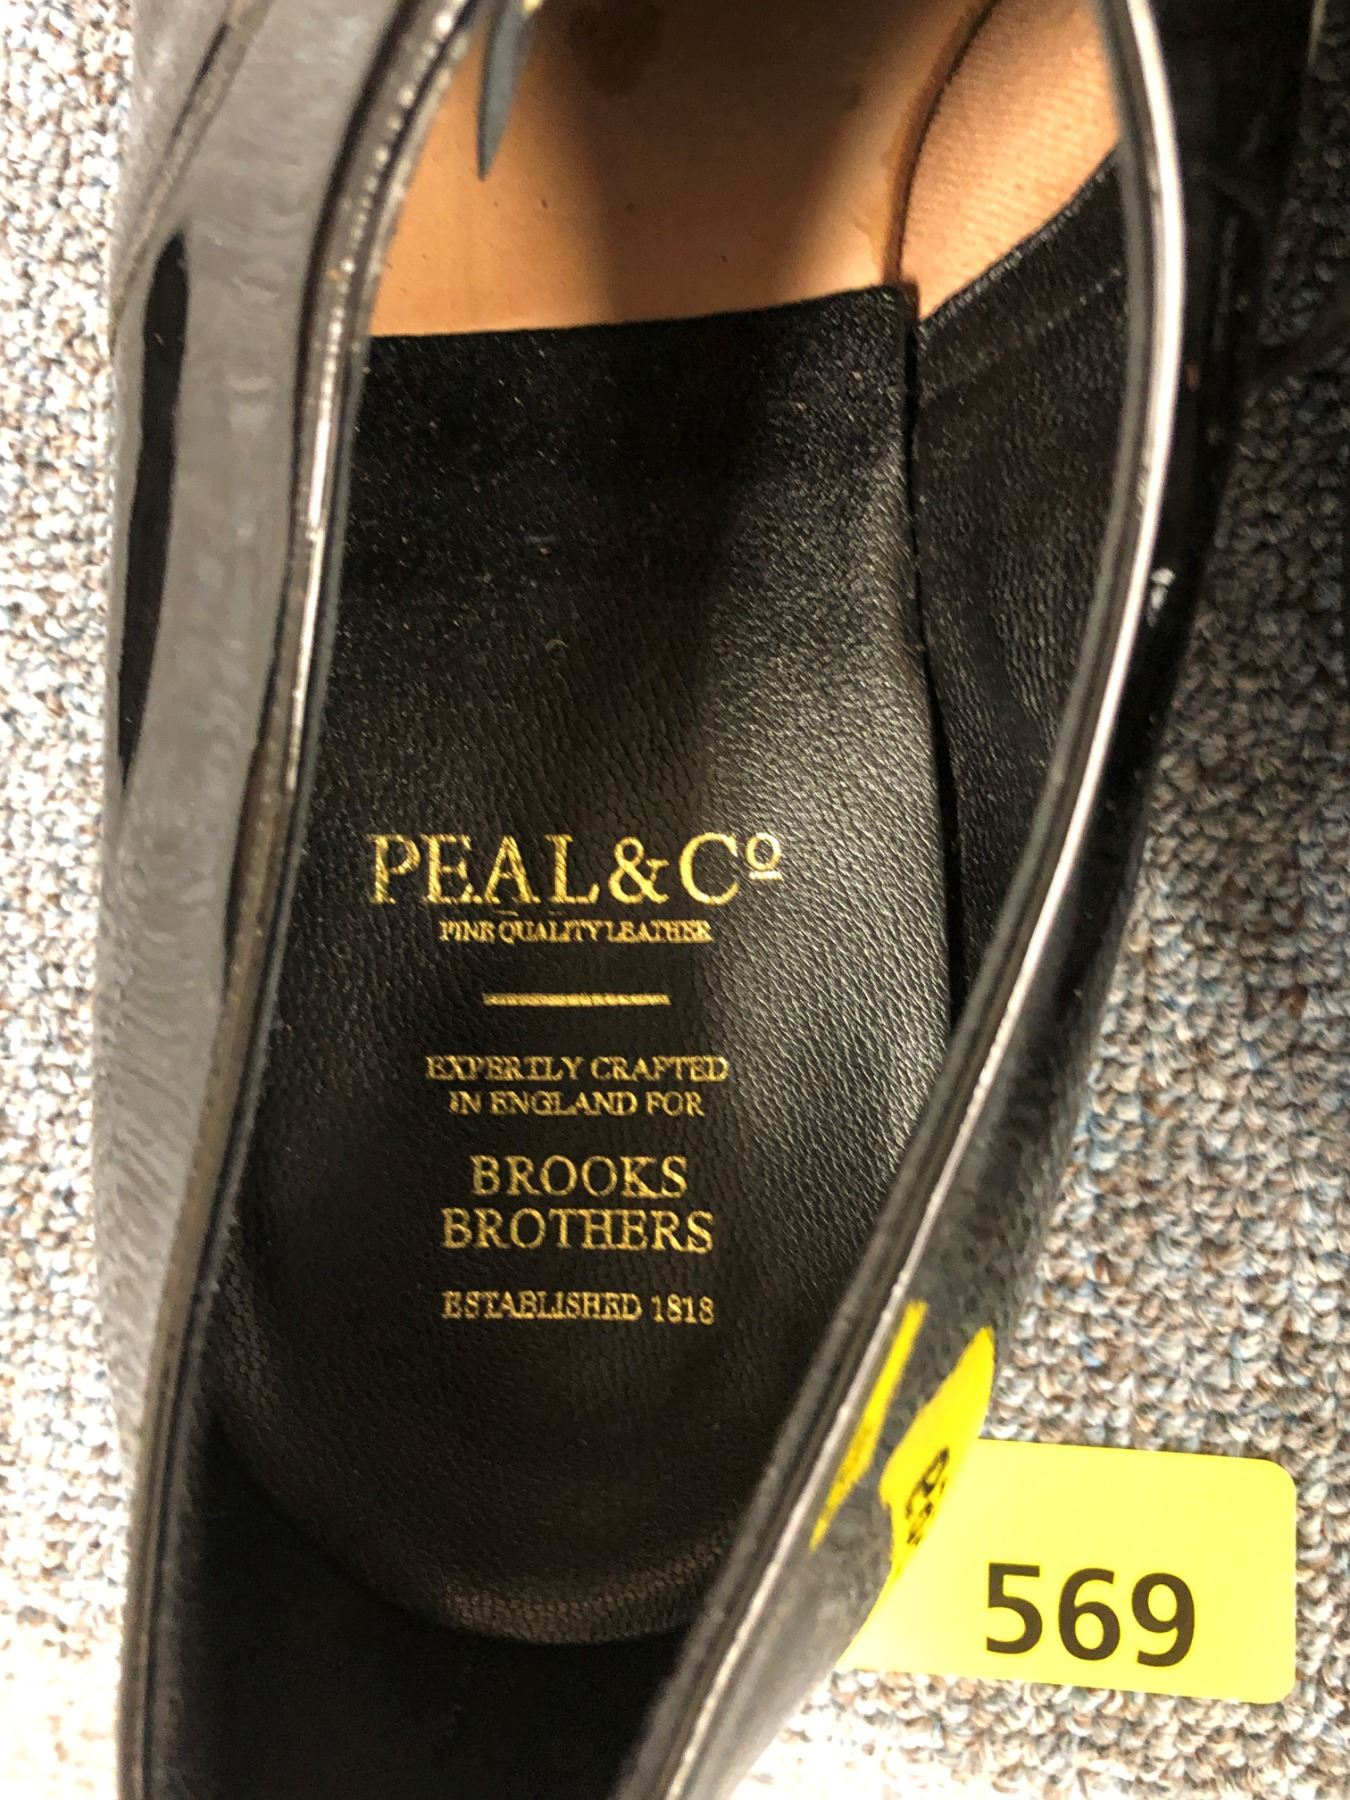 PEAL & Cº
FINE QUALITY LEATHER
EXPERTLY CRAFTED
IN ENGLAND FOR
BROOKS
BROTHERS
ESTABLISHED 1818
569